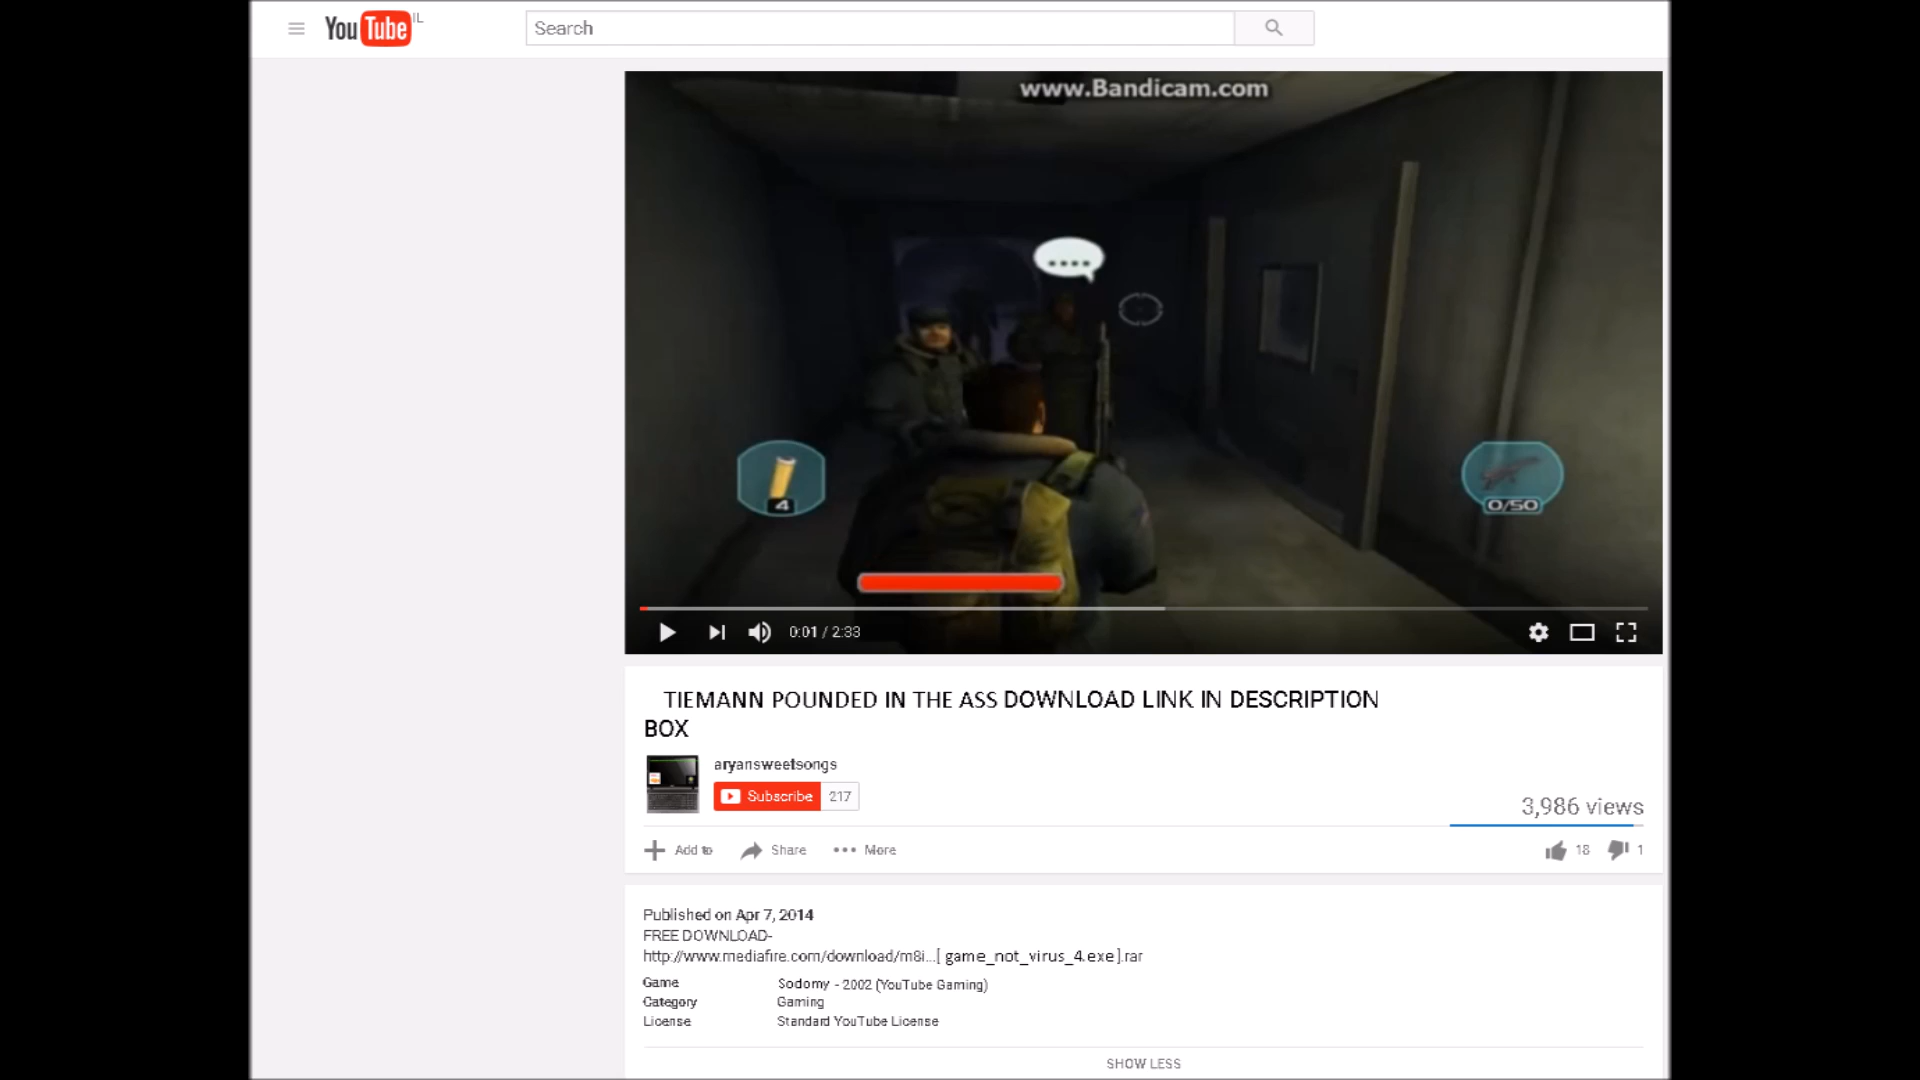 YouTube IL
Search
www.Bandicam.com
....
4
0/50
0:01 / 2:33
TIEMANN POUNDED IN THE ASS DOWNLOAD LINK IN DESCRIPTION
BOX
aryansweetsongs
Subscribe 217
3,986 views
Add to Share More 18 1
Published on Apr 7, 2014
FREE DOWNLOAD-
http://www.mediafire.com/download/m8i...[ game_not_virus_4.exe].rar
Game Sodomy - 2002 (YouTube Gaming)
Category Gaming
License Standard YouTube License
SHOW LESS